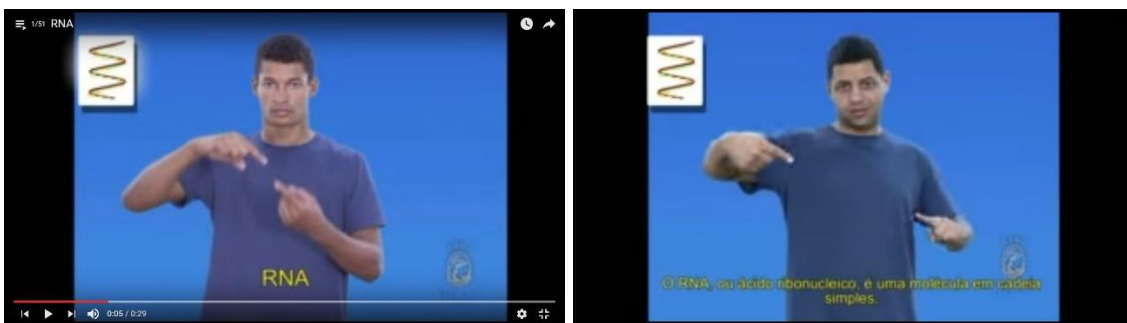 1/51 RNA
RNA
0:05 / 0:29
O RNA, ou ácido ribonucleico, é uma molécula em cadeia
simples.